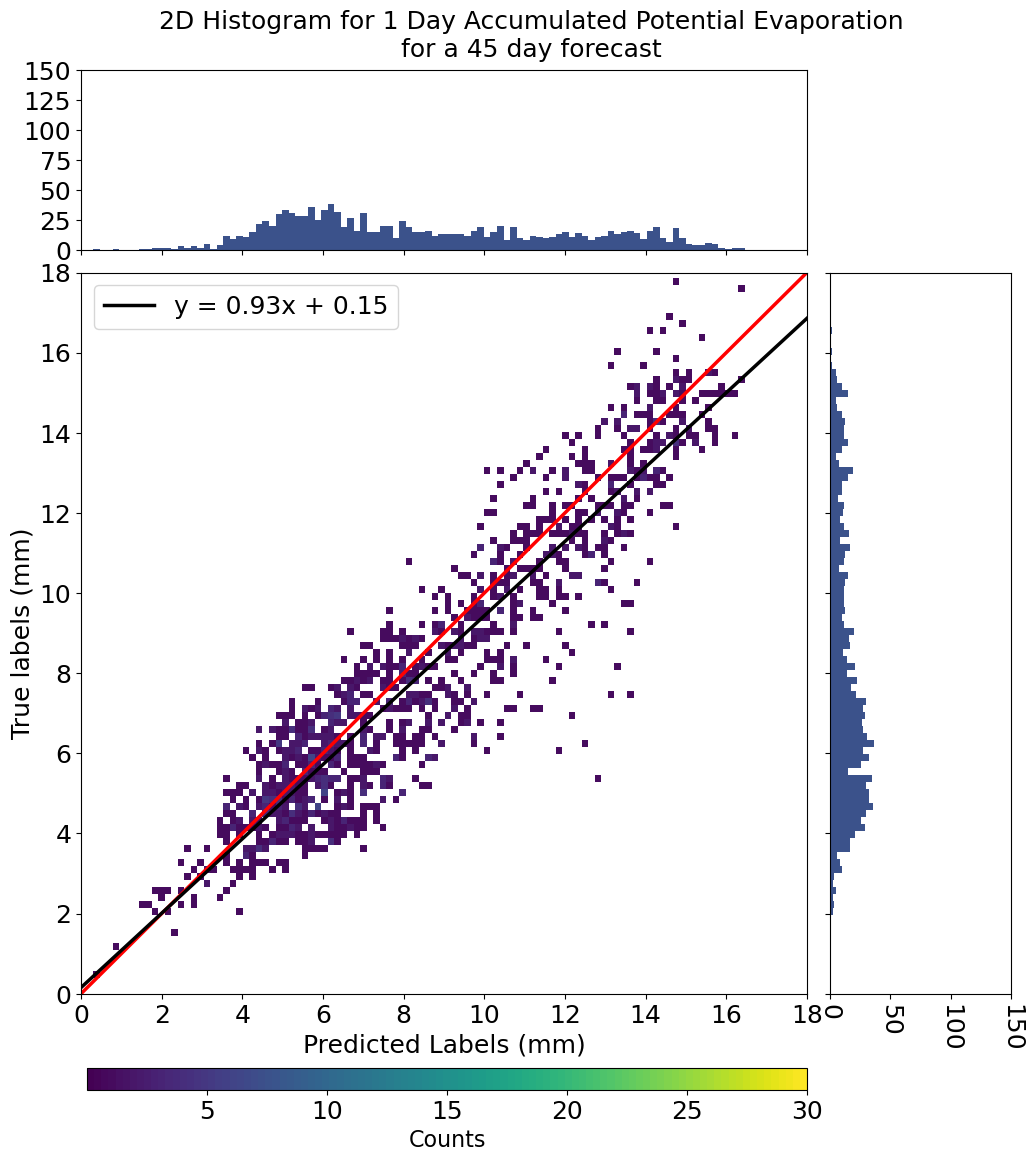 2D Histogram for 1 Day Accumulated Potential Evaporation
for a 45 day forecast
150
125
100
75
50
25
0
18
16
14
12
10
8
6
4
2
0
True labels (mm)
y = 0.93x + 0.15
0 2 4 6 8 10 12 14 16 18
Predicted Labels (mm)
0 50 100 150
5 10 15 20 25 30
Counts